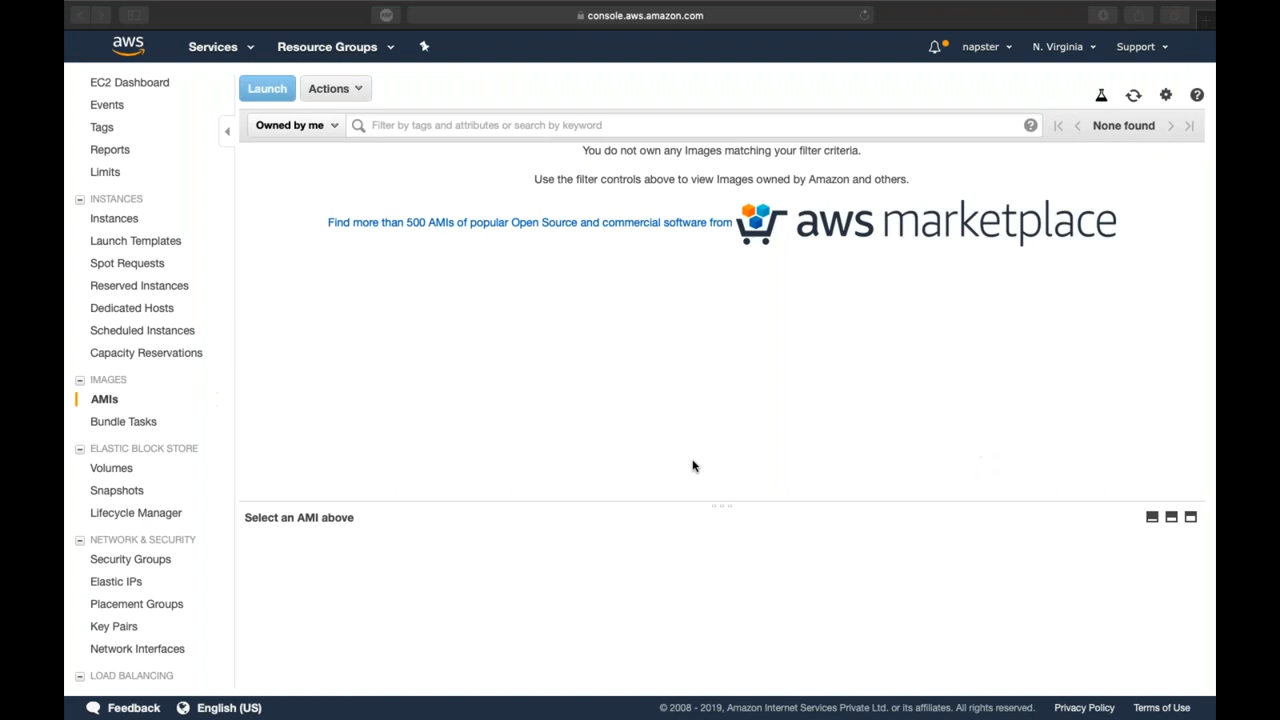 console.aws.amazon.com
aws Services Resource Groups napster N. Virginia Support
EC2 Dashboard
Events
Tags
Reports
Limits
INSTANCES
Instances
Launch Templates
Spot Requests
Reserved Instances
Dedicated Hosts
Scheduled Instances
Capacity Reservations
IMAGES
AMIs
Bundle Tasks
ELASTIC BLOCK STORE
Volumes
Snapshots
Lifecycle Manager
NETWORK & SECURITY
Security Groups
Elastic IPs
Placement Groups
Key Pairs
Network Interfaces
LOAD BALANCING
Launch Actions
Owned by me Filter by tags and attributes or search by keyword None found
You do not own any Images matching your filter criteria.
Use the filter controls above to view Images owned by Amazon and others.
Find more than 500 AMIs of popular Open Source and commercial software from aws marketplace
Select an AMI above
Feedback English (US) © 2008 - 2019, Amazon Internet Services Private Ltd. or its affiliates. All rights reserved. Privacy Policy Terms of Use